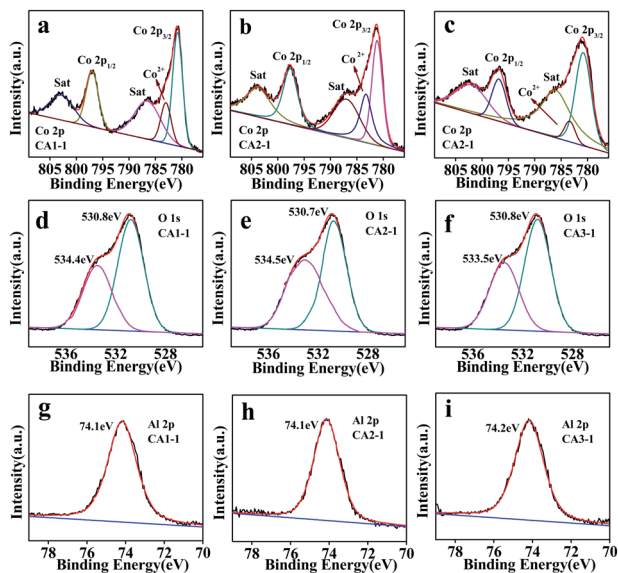 a
Co 2p3/2
Co 2p1/2
Co2+
Sat
Sat
Co 2p
CA1-1
Intensity(a.u.)
805 800 795 790 785 780
Binding Energy(eV)
b
Co 2p3/2
Co 2p1/2
Co2+
Sat
Sat
Co 2p
CA2-1
Intensity(a.u.)
805 800 795 790 785 780
Binding Energy(eV)
c
Co 2p3/2
Co 2p1/2
Sat
Sat
Co2+
Co 2p
CA2-1
Intensity(a.u.)
805 800 795 790 785 780
Binding Energy(eV)
d
530.8eV
O 1s
CA1-1
534.4eV
Intensity(a.u.)
536 532 528
Binding Energy(eV)
e
530.7eV
O 1s
CA2-1
534.5eV
Intensity(a.u.)
536 532 528
Binding Energy(eV)
f
530.8eV
O 1s
CA3-1
533.5eV
Intensity(a.u.)
536 532 528
Binding Energy(eV)
g
74.1eV
Al 2p
CA1-1
Intensity(a.u.)
78 76 74 72 70
Binding Energy(eV)
h
74.1eV
Al 2p
CA2-1
Intensity(a.u.)
78 76 74 72 70
Binding Energy(eV)
i
74.2eV
Al 2p
CA3-1
Intensity(a.u.)
78 76 74 72 70
Binding Energy(eV)